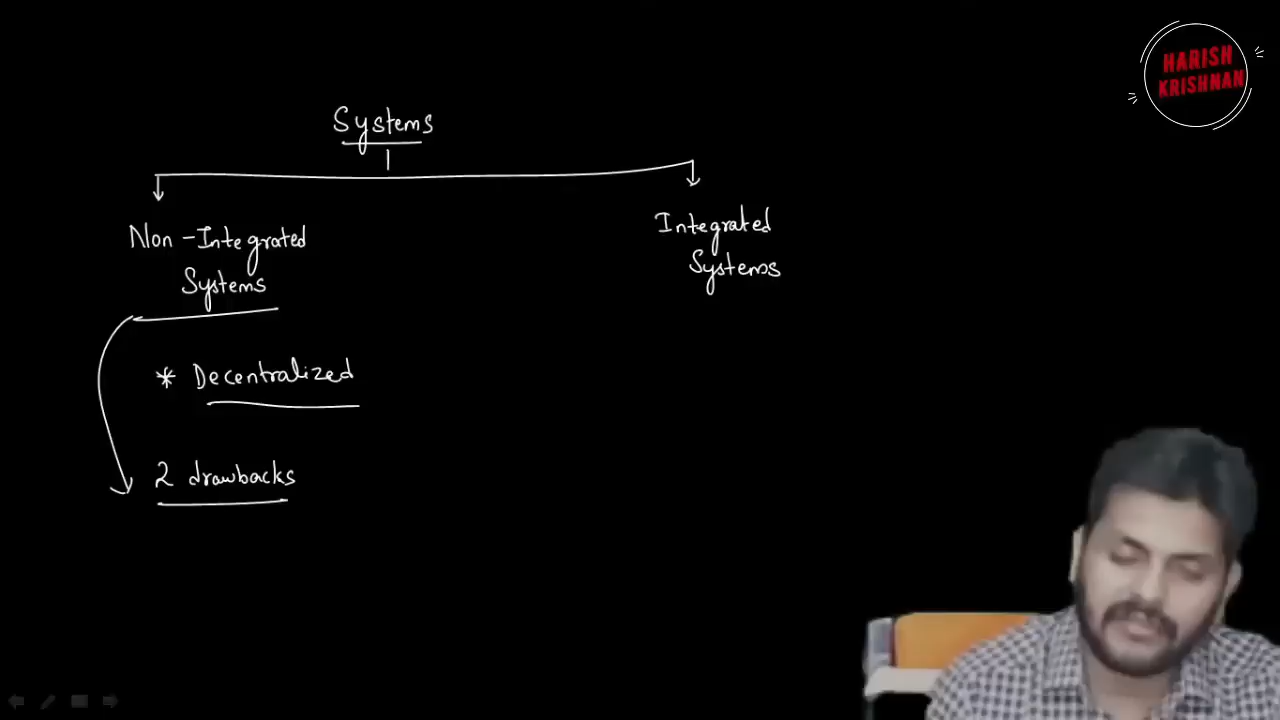 HARISH
KRISHNAN
Systems
Non-Integrated
Systems
Integrated
Systems
* Decentralized
2 drawbacks